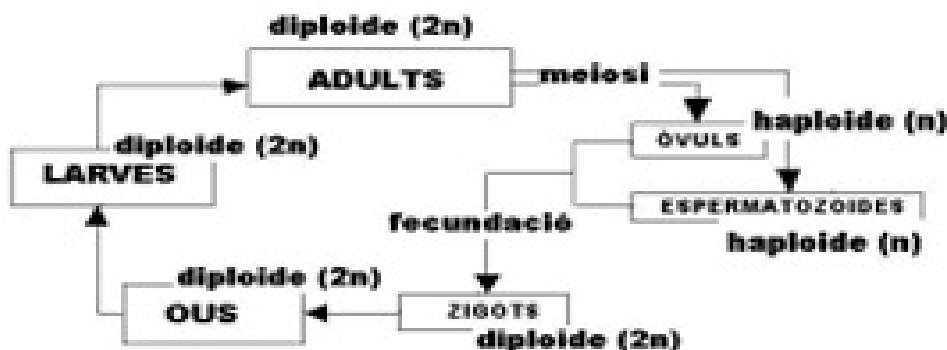 diploide (2n)
ADULTS
meiosi
haploide (n)
ÒVULS
diploide (2n)
LARVES
ESPERMATOZOIDES
fecundació
haploide (n)
diploide (2n)
OUS
ZIGOTS
diploide (2n)